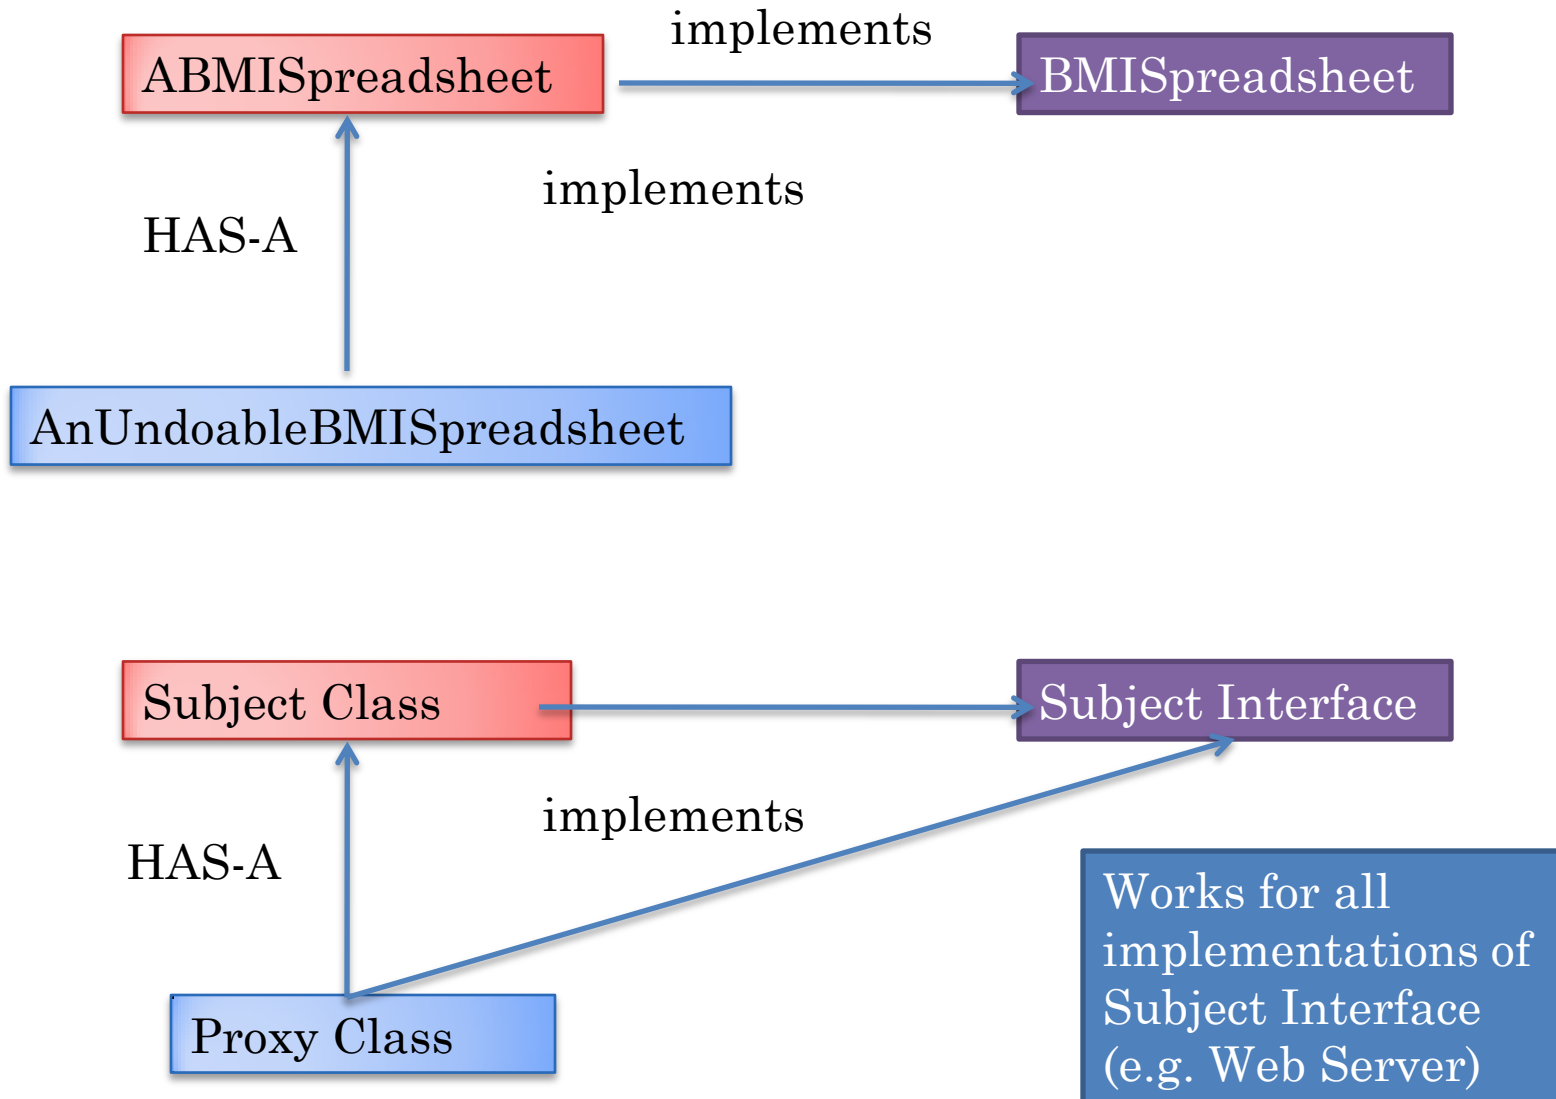 implements
ABMISpreadsheet
BMISpreadsheet
implements
HAS-A
AnUndoableBMISpreadsheet
Subject Class
Subject Interface
implements
HAS-A
Works for all
implementations of
Subject Interface
(e.g. Web Server)
Proxy Class